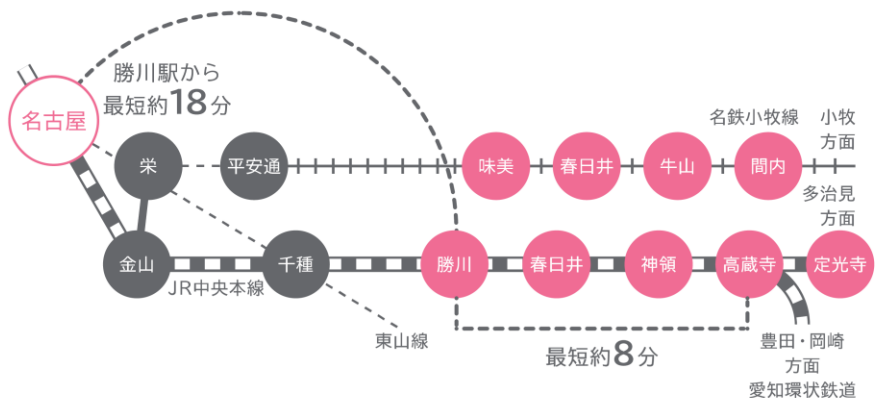 勝川駅から
最短約18分
名古屋
名鉄小牧線
小牧
方面
栄
平安通
味美
春日井
牛山
間内
多治見
方面
金山
千種
勝川
春日井
神領
高蔵寺
定光寺
JR中央本線
東山線
最短約8分
豊田・岡崎
方面
愛知環状鉄道